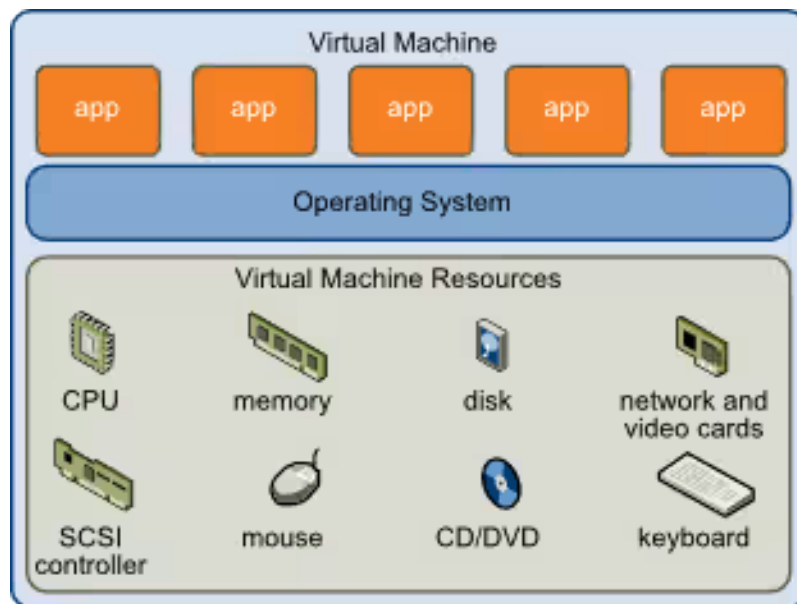 Virtual Machine
app app app app app
Operating System
Virtual Machine Resources
CPU memory disk network and
video cards
SCSI mouse CD/DVD keyboard
controller